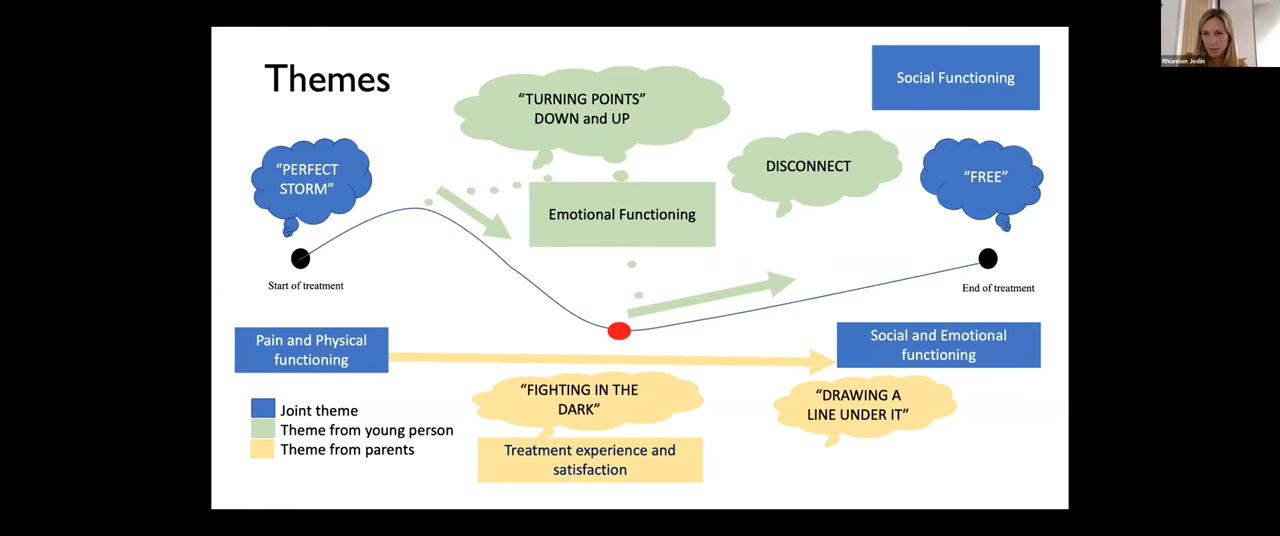 Themes
"TURNING POINTS"
DOWN and UP
Social Functioning
Rhiannon Joslin
"PERFECT
STORM"
DISCONNECT
"FREE"
Emotional Functioning
Start of treatment
End of treatment
Pain and Physical
functioning
Social and Emotional
functioning
"FIGHTING IN THE
DARK"
"DRAWING A
LINE UNDER IT"
Joint theme
Theme from young person
Theme from parents
Treatment experience and
satisfaction